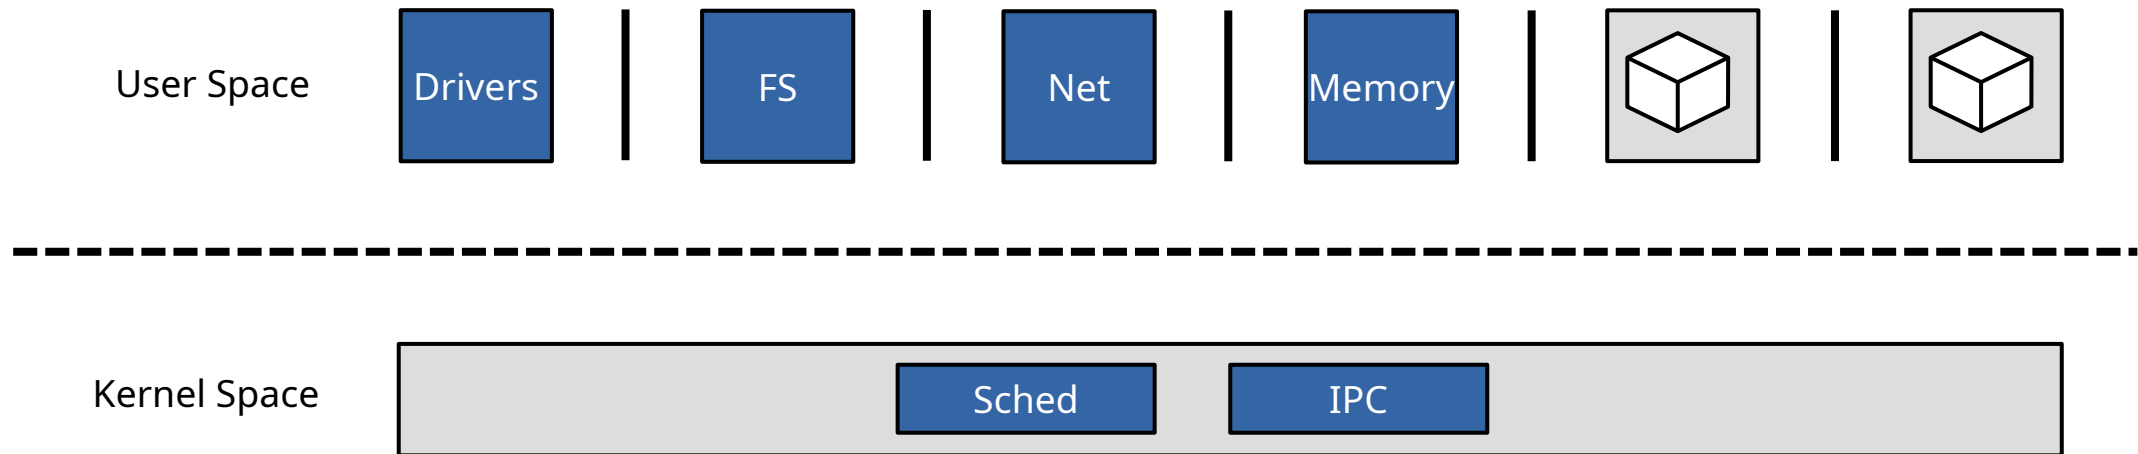 User Space
Drivers
FS
Net
Memory
Kernel Space
Sched
IPC